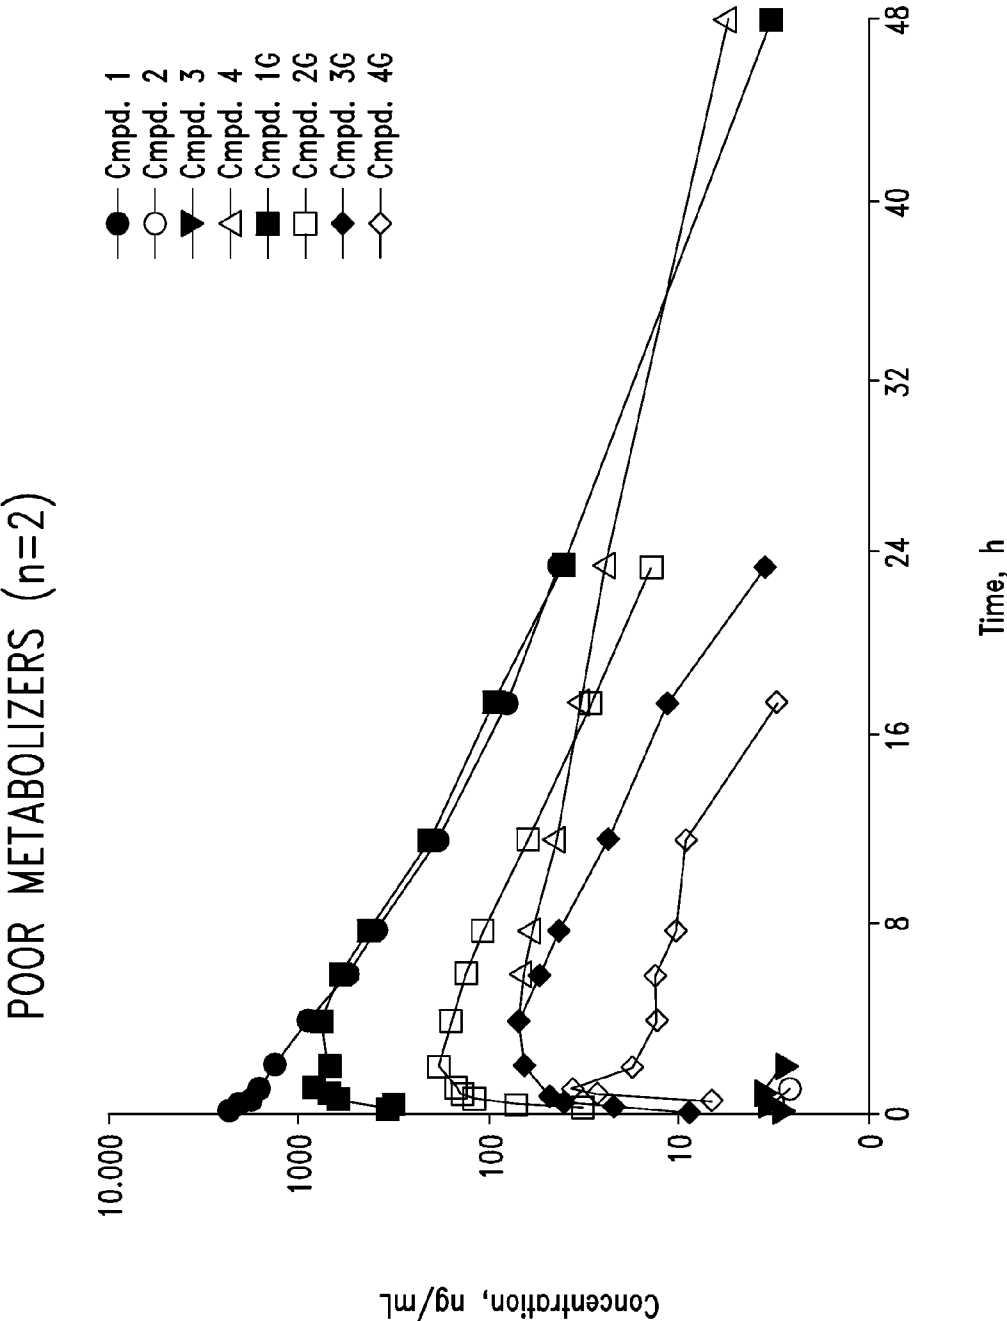 POOR METABOLIZERS (n=2)
Cmpd. 1
Cmpd. 2
Cmpd. 3
Cmpd. 4
Cmpd. 1G
Cmpd. 2G
Cmpd. 3G
Cmpd. 4G
Concentration, ng/mL
10.000
1000
100
10
0
0 8 16 24 32 40 48
Time, h